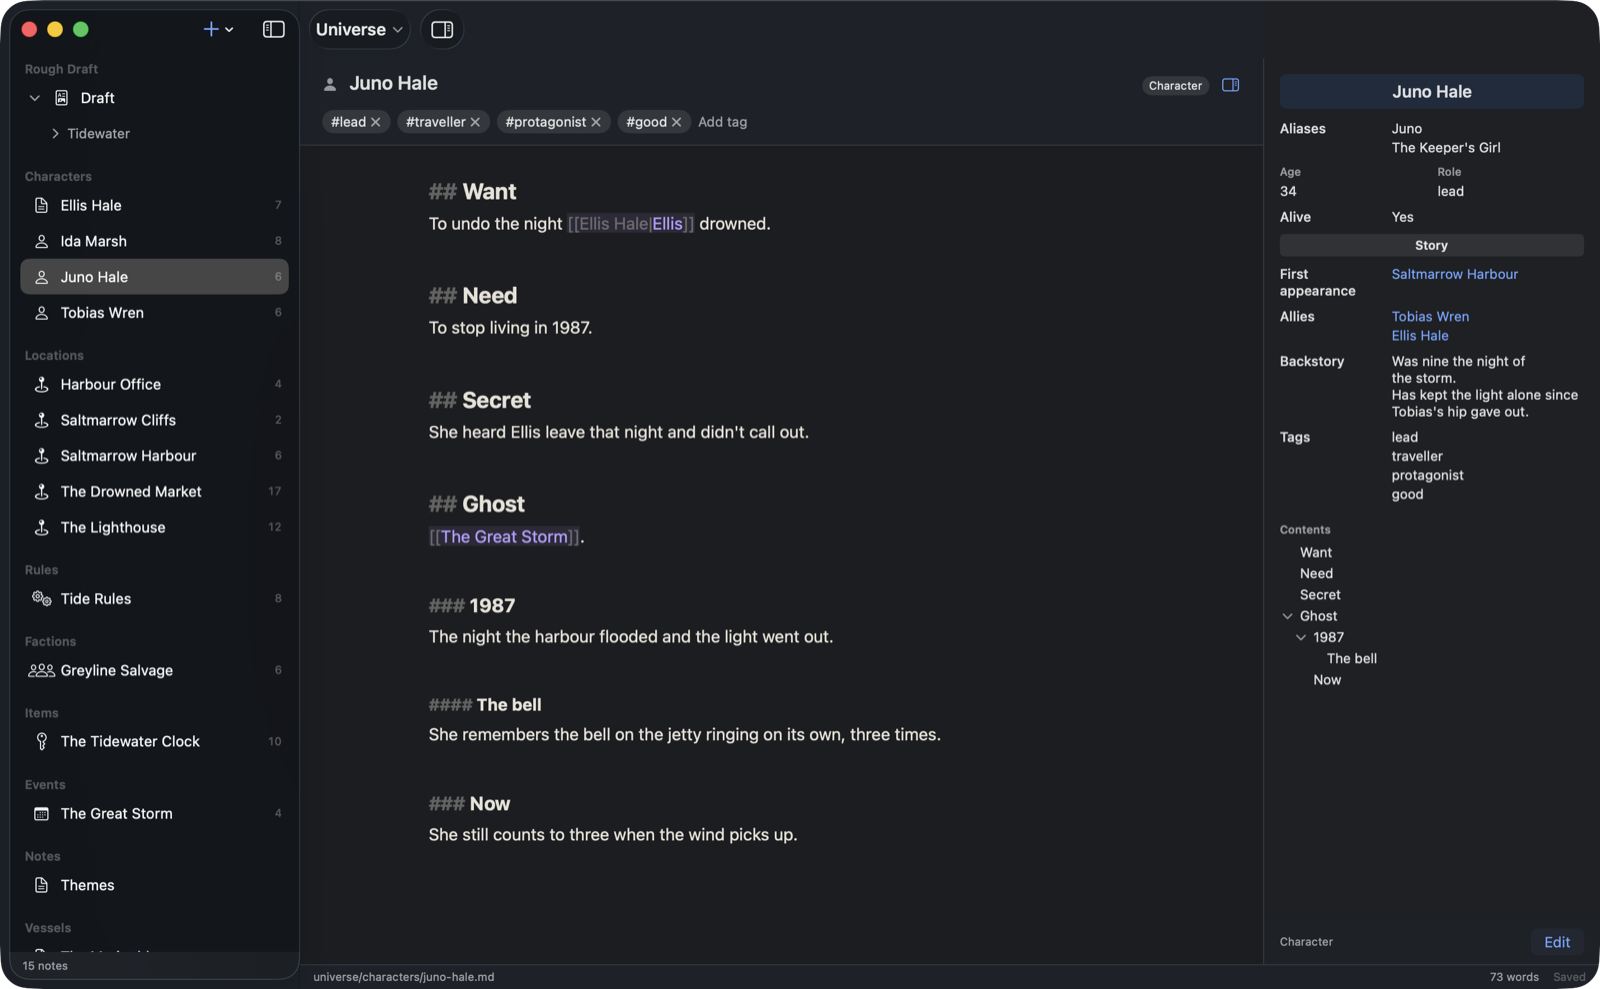 Universe
Rough Draft
Draft
Tidewater
Characters
Ellis Hale 7
Ida Marsh 8
Juno Hale 6
Tobias Wren 6
Locations
Harbour Office 4
Saltmarrow Cliffs 2
Saltmarrow Harbour 6
The Drowned Market 17
The Lighthouse 12
Rules
Tide Rules 8
Factions
Greyline Salvage 6
Items
The Tidewater Clock 10
Events
The Great Storm 4
Notes
Themes
Vessels
15 notes
Juno Hale
Character
#lead #traveller #protagonist #good Add tag
## Want
To undo the night [[Ellis Hale|Ellis]] drowned.
## Need
To stop living in 1987.
## Secret
She heard Ellis leave that night and didn't call out.
## Ghost
[[The Great Storm]].
### 1987
The night the harbour flooded and the light went out.
#### The bell
She remembers the bell on the jetty ringing on its own, three times.
### Now
She still counts to three when the wind picks up.
universe/characters/juno-hale.md
Juno Hale
Aliases Juno
The Keeper's Girl
Age Role
34 lead
Alive Yes
Story
First Saltmarrow Harbour
appearance
Allies Tobias Wren
Ellis Hale
Backstory Was nine the night of
the storm.
Has kept the light alone since
Tobias's hip gave out.
Tags lead
traveller
protagonist
good
Contents
Want
Need
Secret
Ghost
1987
The bell
Now
Character Edit
73 words Saved